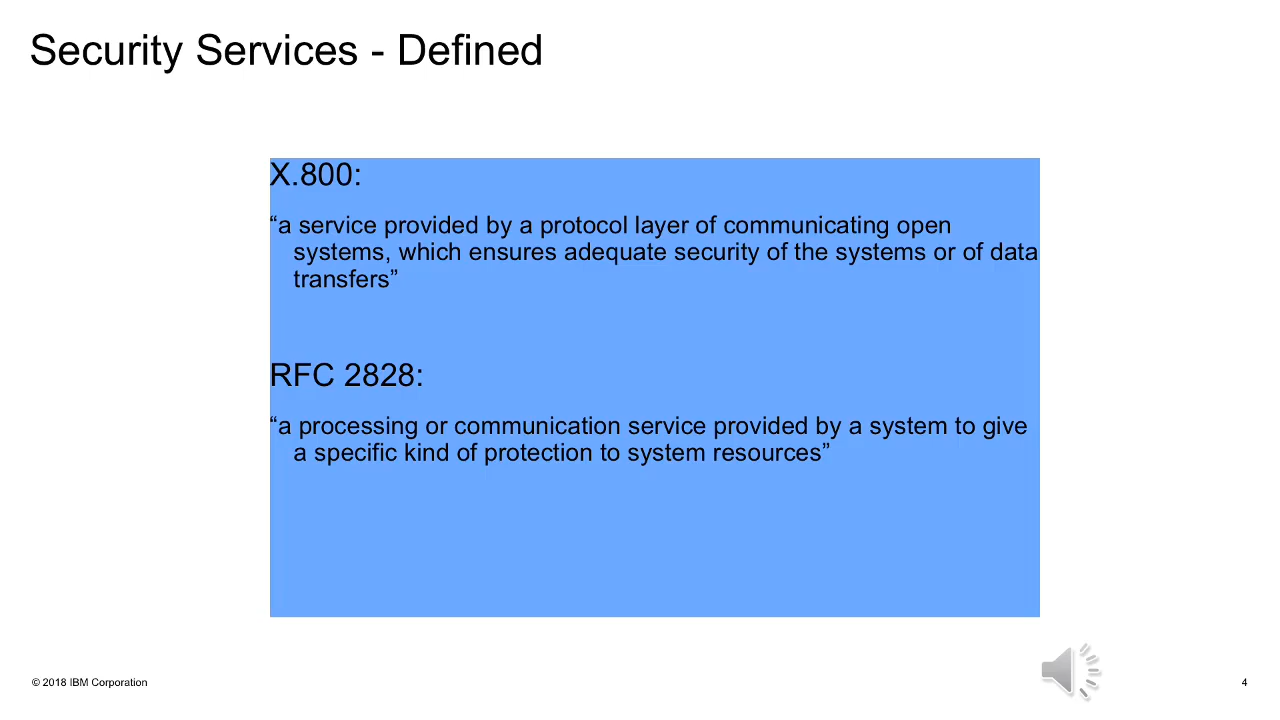 Security Services - Defined
X.800:
“a service provided by a protocol layer of communicating open
systems, which ensures adequate security of the systems or of data
transfers”
RFC 2828:
“a processing or communication service provided by a system to give
a specific kind of protection to system resources”
© 2018 IBM Corporation
4